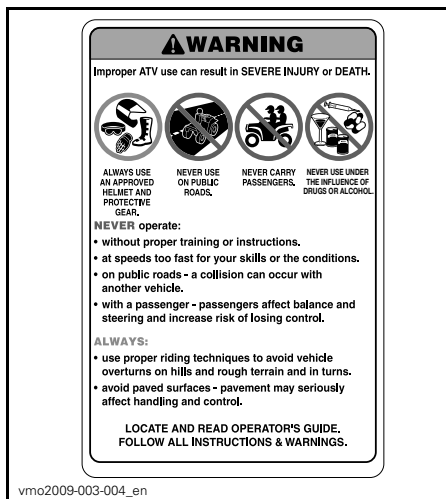 WARNING
Improper ATV use can result in SEVERE INJURY or DEATH.
ALWAYS USE
AN APPROVED
HELMET AND
PROTECTIVE
GEAR.
NEVER USE
ON PUBLIC
ROADS.
NEVER CARRY
PASSENGERS.
NEVER USE UNDER
THE INFLUENCE OF
DRUGS OR ALCOHOL.
NEVER operate:
• without proper training or instructions.
• at speeds too fast for your skills or the conditions.
• on public roads - a collision can occur with
another vehicle.
• with a passenger - passengers affect balance and
steering and increase risk of losing control.
ALWAYS:
• use proper riding techniques to avoid vehicle
overturns on hills and rough terrain and in turns.
• avoid paved surfaces - pavement may seriously
affect handling and control.
LOCATE AND READ OPERATOR'S GUIDE.
FOLLOW ALL INSTRUCTIONS & WARNINGS.
vmo2009-003-004_en